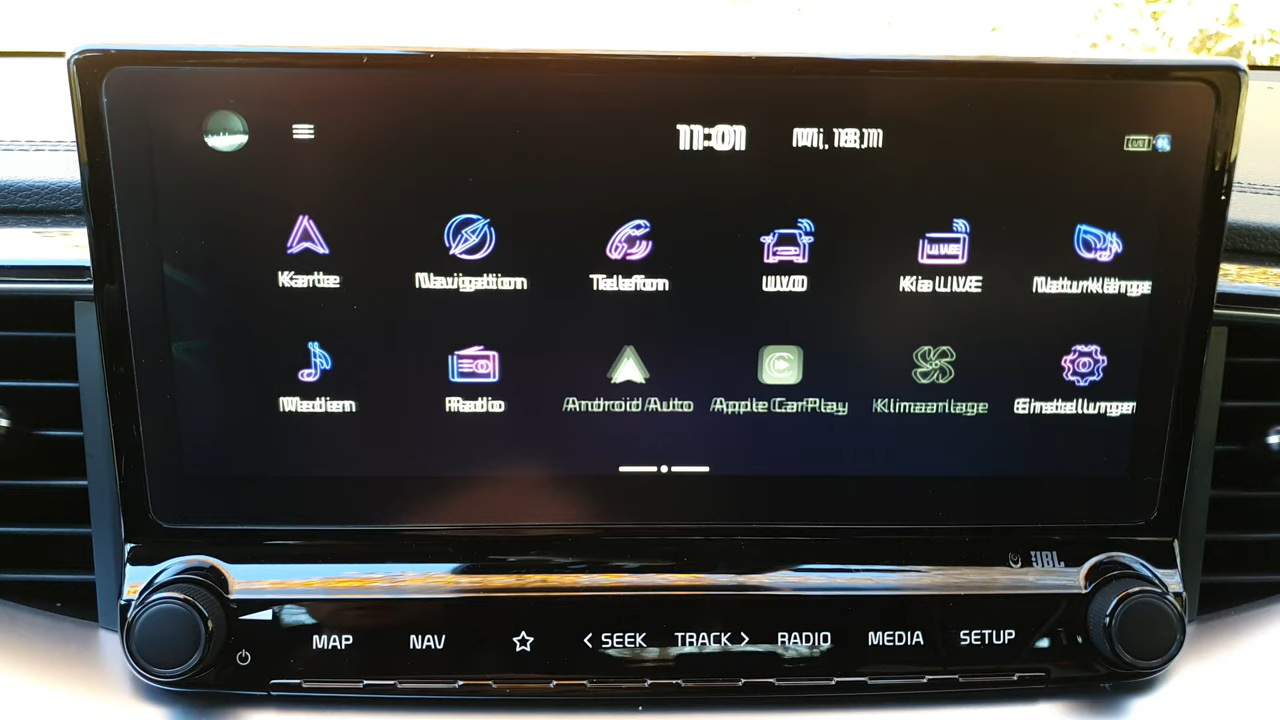 11:01 Mi., 18.11
Karte Navigation Telefon UVO Kia LIVE Naturklänge
Medien Radio Android Auto Apple CarPlay Klimaanlage Einstellungen
JBL
MAP NAV SEEK TRACK RADIO MEDIA SETUP